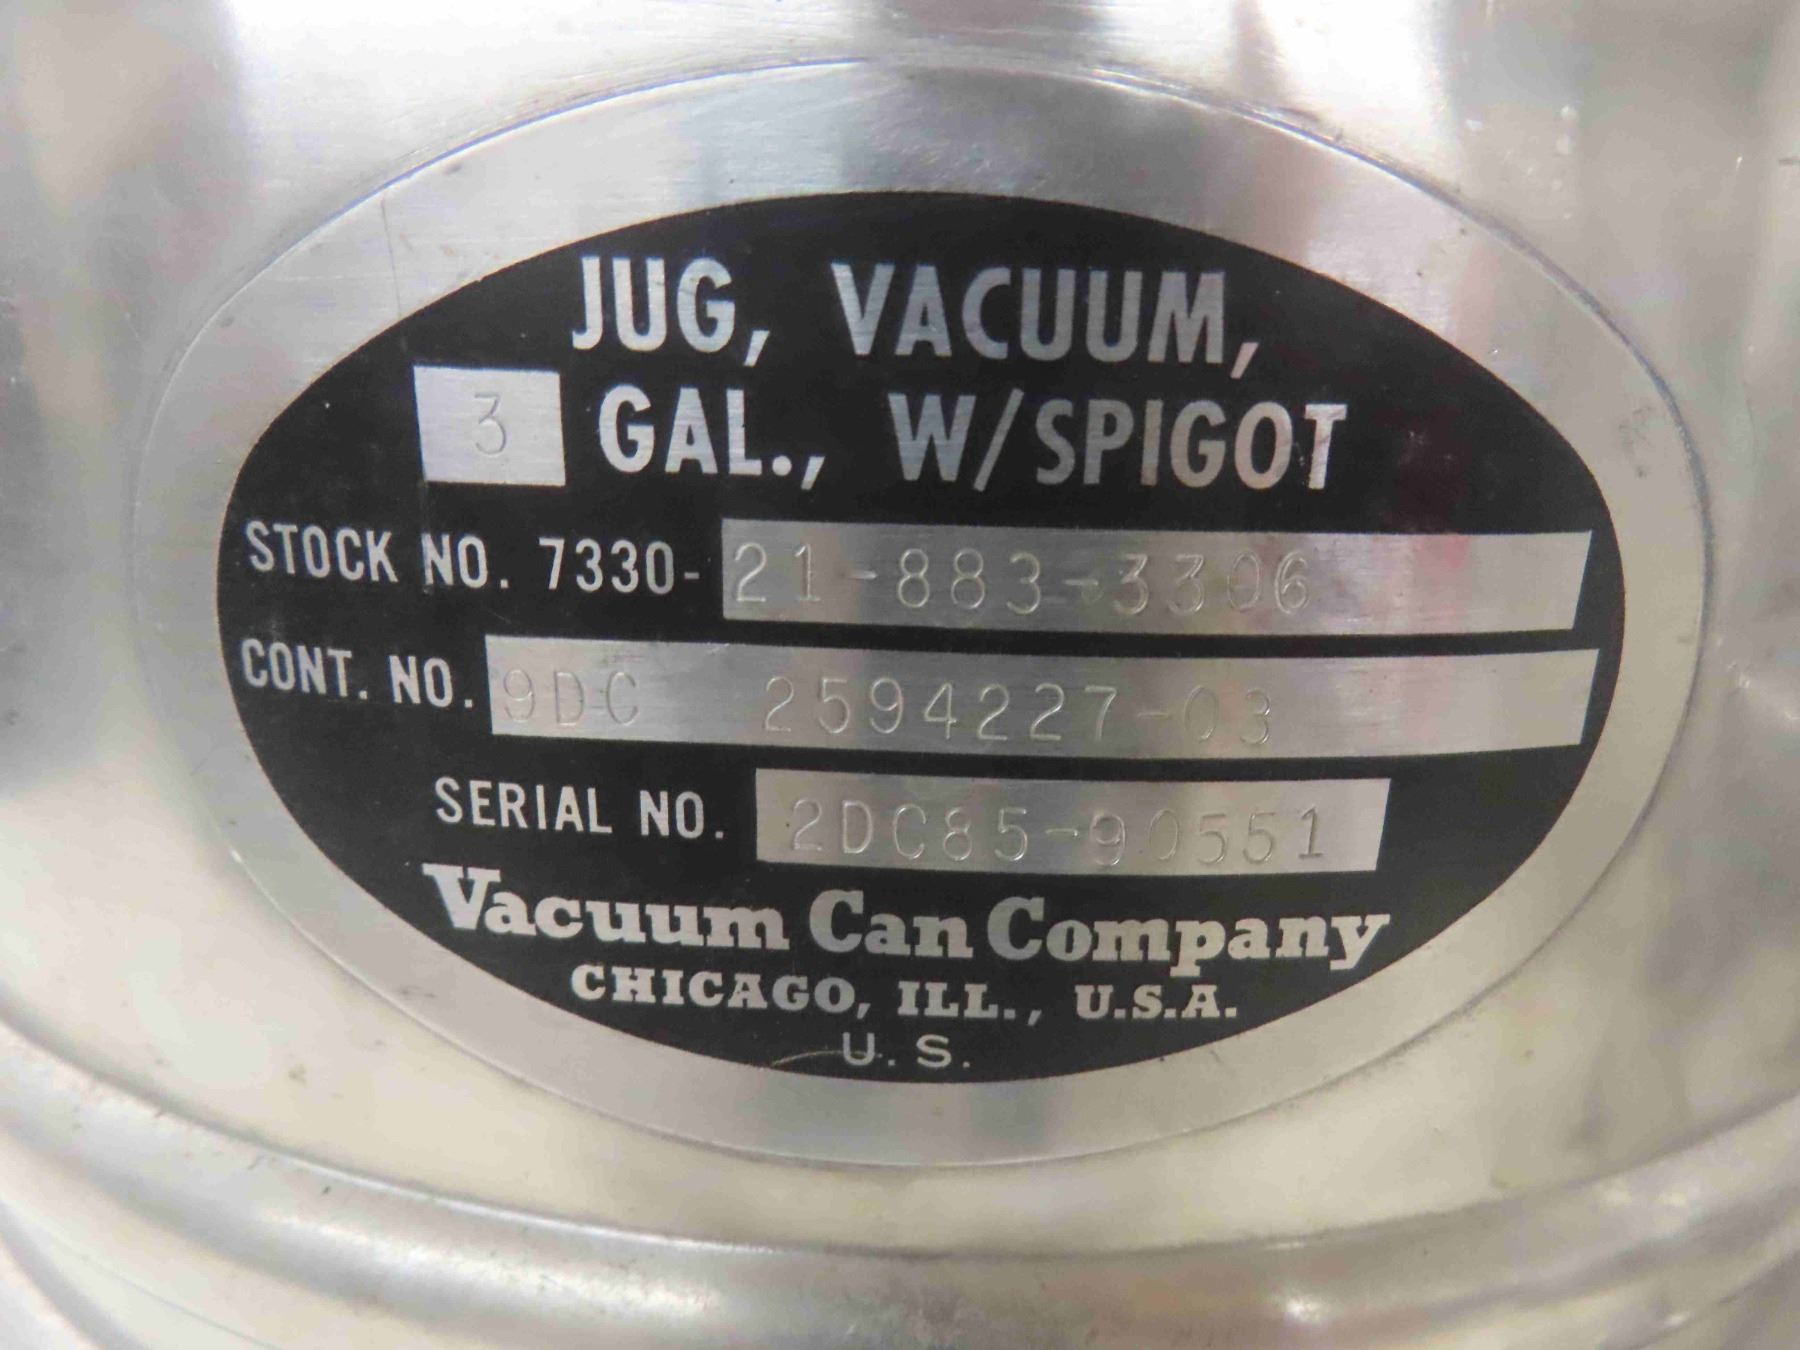 JUG, VACUUM,
3 GAL., W/SPIGOT
STOCK NO. 7330-21-883-3306
CONT. NO. 9DC 2594227-03
SERIAL NO. 2DC85-90551
Vacuum Can Company
CHICAGO, ILL., U.S.A.
U. S.